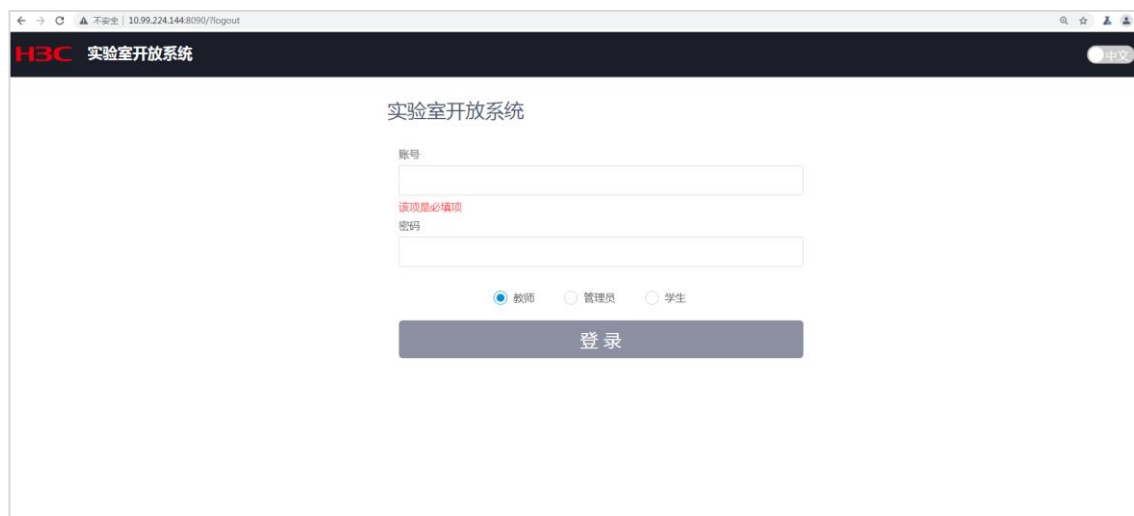 不安全 | 10.99.224.144:8090/?logout
H3C 实验室开放系统 中文
实验室开放系统
账号
该项是必填项
密码
教师 管理员 学生
登 录